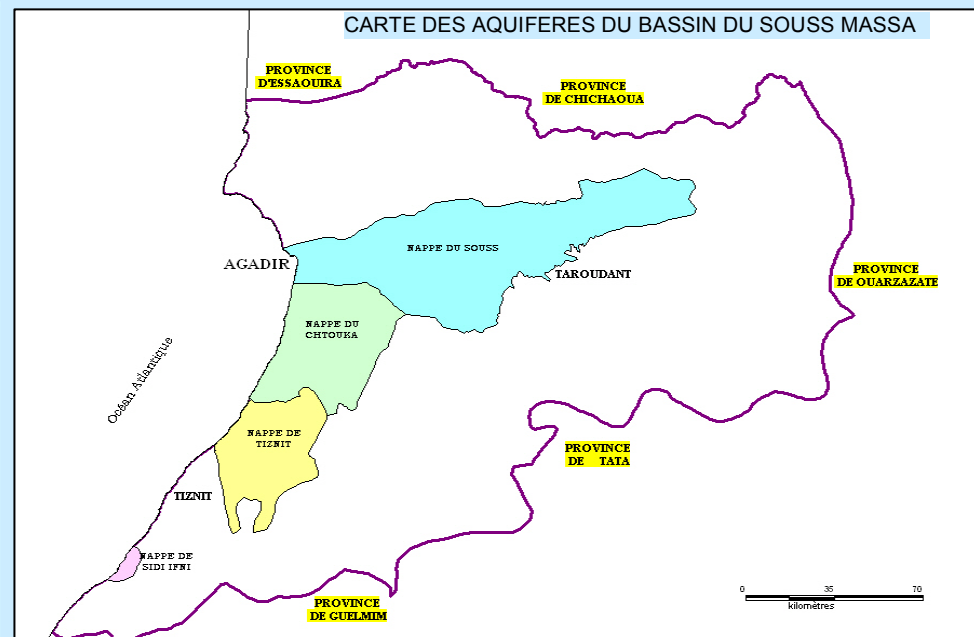 CARTE DES AQUIFERES DU BASSIN DU SOUSS MASSA
PROVINCE
D'ESSAOUIRA
PROVINCE
DE CHICHAOUA
NAPPE DU SOUSS
AGADIR
TAROUDANT
PROVINCE
DE OUARZAZATE
NAPPE DU
CHTOUKA
Océan Atlantique
NAPPE DE
TIZNIT
PROVINCE
DE TATA
TIZNIT
NAPPE DE
SIDI IFNI
PROVINCE
DE GUELMIM
0 35 70
kilomètres